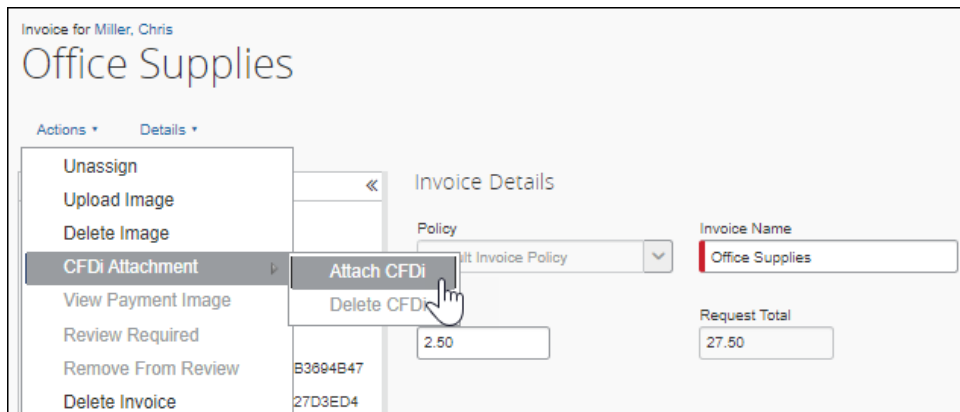 Invoice for Miller, Chris
Office Supplies
Actions Details
Unassign
Upload Image
Delete Image
CFDi Attachment
View Payment Image
Review Required
Remove From Review
Delete Invoice
Attach CFDi
Delete CFDi
B3694B47
27D3ED4
Invoice Details
Policy
Invoice Policy
Invoice Name
Office Supplies
2.50
Request Total
27.50